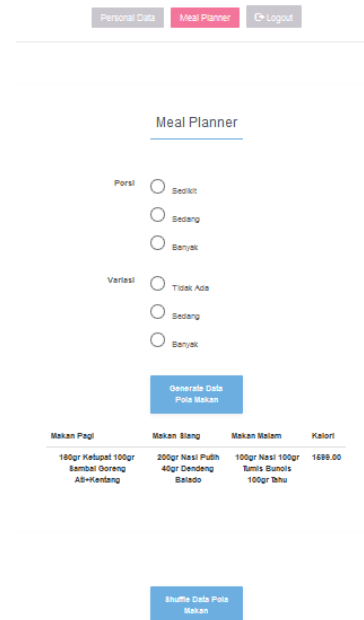 Personal Data Meal Planner Logout
Meal Planner
Porsi Sedikit
Sedang
Banyak
Variasi Tidak Ada
Sedang
Banyak
Generate Data
Pola Makan
Makan Pagi Makan Siang Makan Malam Kalori
160gr Ketupat 100gr 200gr Nasi Putih 100gr Nasi 100gr 1599.00
Sambal Goreng 40gr Dendeng Tumis Buncis
Ati+Kentang Balado 100gr Tahu
Shuffle Data Pola
Makan